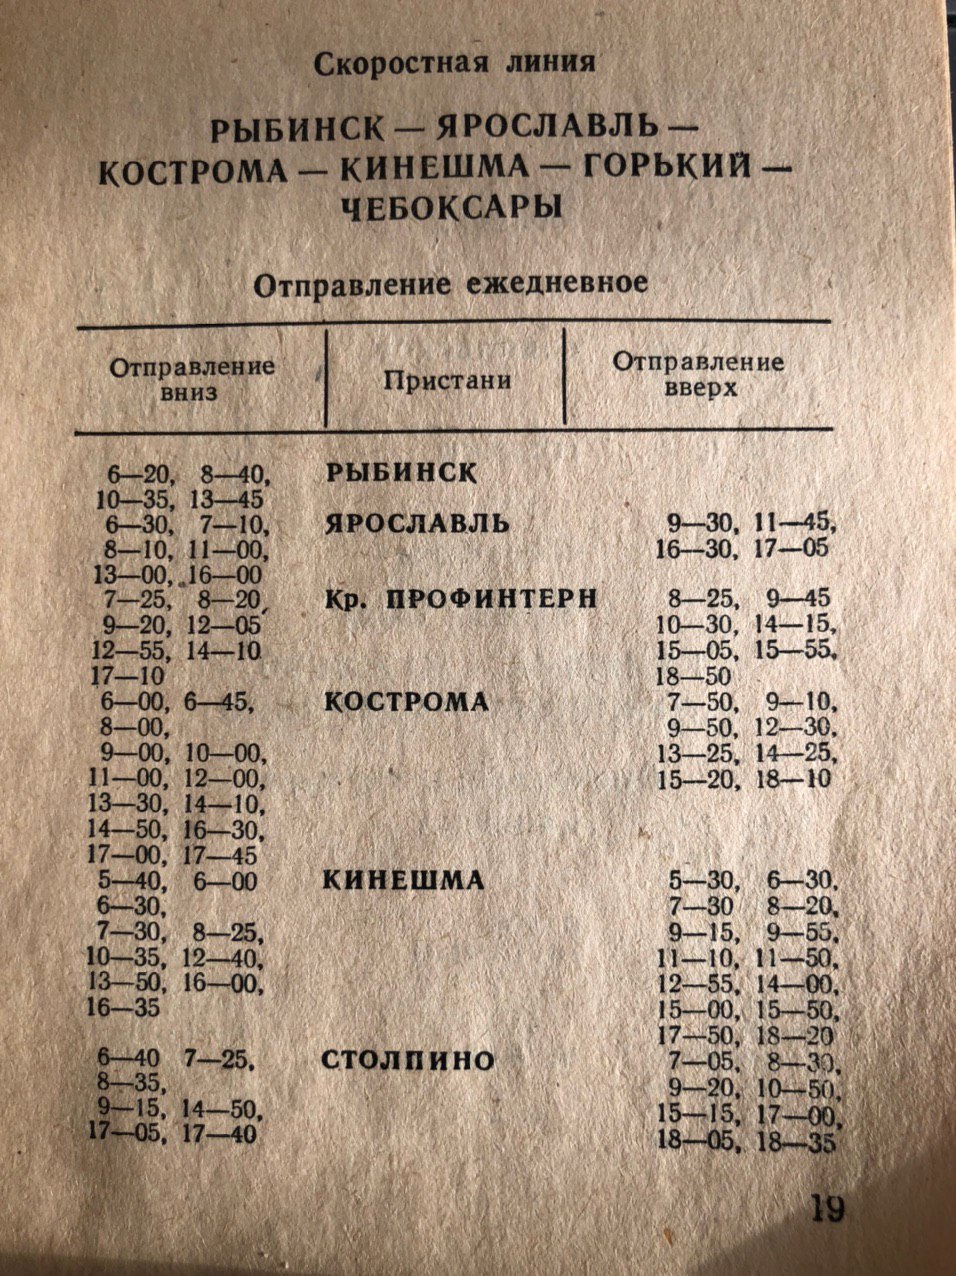 Скоростная линия
РЫБИНСК — ЯРОСЛАВЛЬ —
КОСТРОМА — КИНЕШМА — ГОРЬКИЙ —
ЧЕБОКСАРЫ
Отправление ежедневное
Отправление вниз Пристани Отправление вверх
6—20, 8—40, РЫБИНСК
10—35, 13—45
6—30, 7—10, ЯРОСЛАВЛЬ 9—30, 11—45,
8—10, 11—00, 16—30, 17—05
13—00, 16—00
7—25, 8—20, Кр. ПРОФИНТЕРН 8—25, 9—45
9—20, 12—05 10—30, 14—15,
12—55, 14—10 15—05, 15—55,
17—10 18—50
6—00, 6—45, КОСТРОМА 7—50, 9—10,
8—00, 9—50, 12—30,
9—00, 10—00, 13—25, 14—25,
11—00, 12—00, 15—20, 18—10
13—30, 14—10,
14—50, 16—30,
17—00, 17—45
5—40, 6—00 КИНЕШМА 5—30, 6—30,
6—30, 7—30 8—20,
7—30, 8—25, 9—15, 9—55,
10—35, 12—40, 11—10, 11—50,
13—50, 16—00, 12—55, 14—00,
16—35 15—00, 15—50,
17—50, 18—20
6—40 7—25, СТОЛПИНО 7—05, 8—30,
8—35, 9—20, 10—50,
9—15, 14—50, 15—15, 17—00,
17—05, 17—40 18—05, 18—35
19